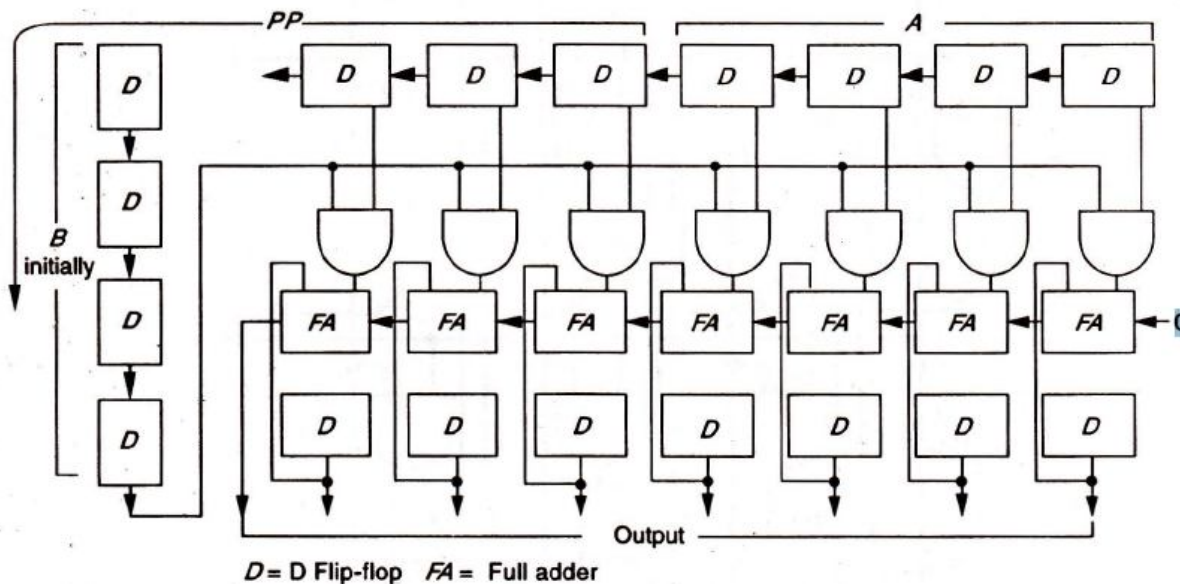 PP A
D D D D D D D D
D
B
initially
D
FA FA FA FA FA FA FA
D D D D D D D D
Output
D = D Flip-flop FA = Full adder